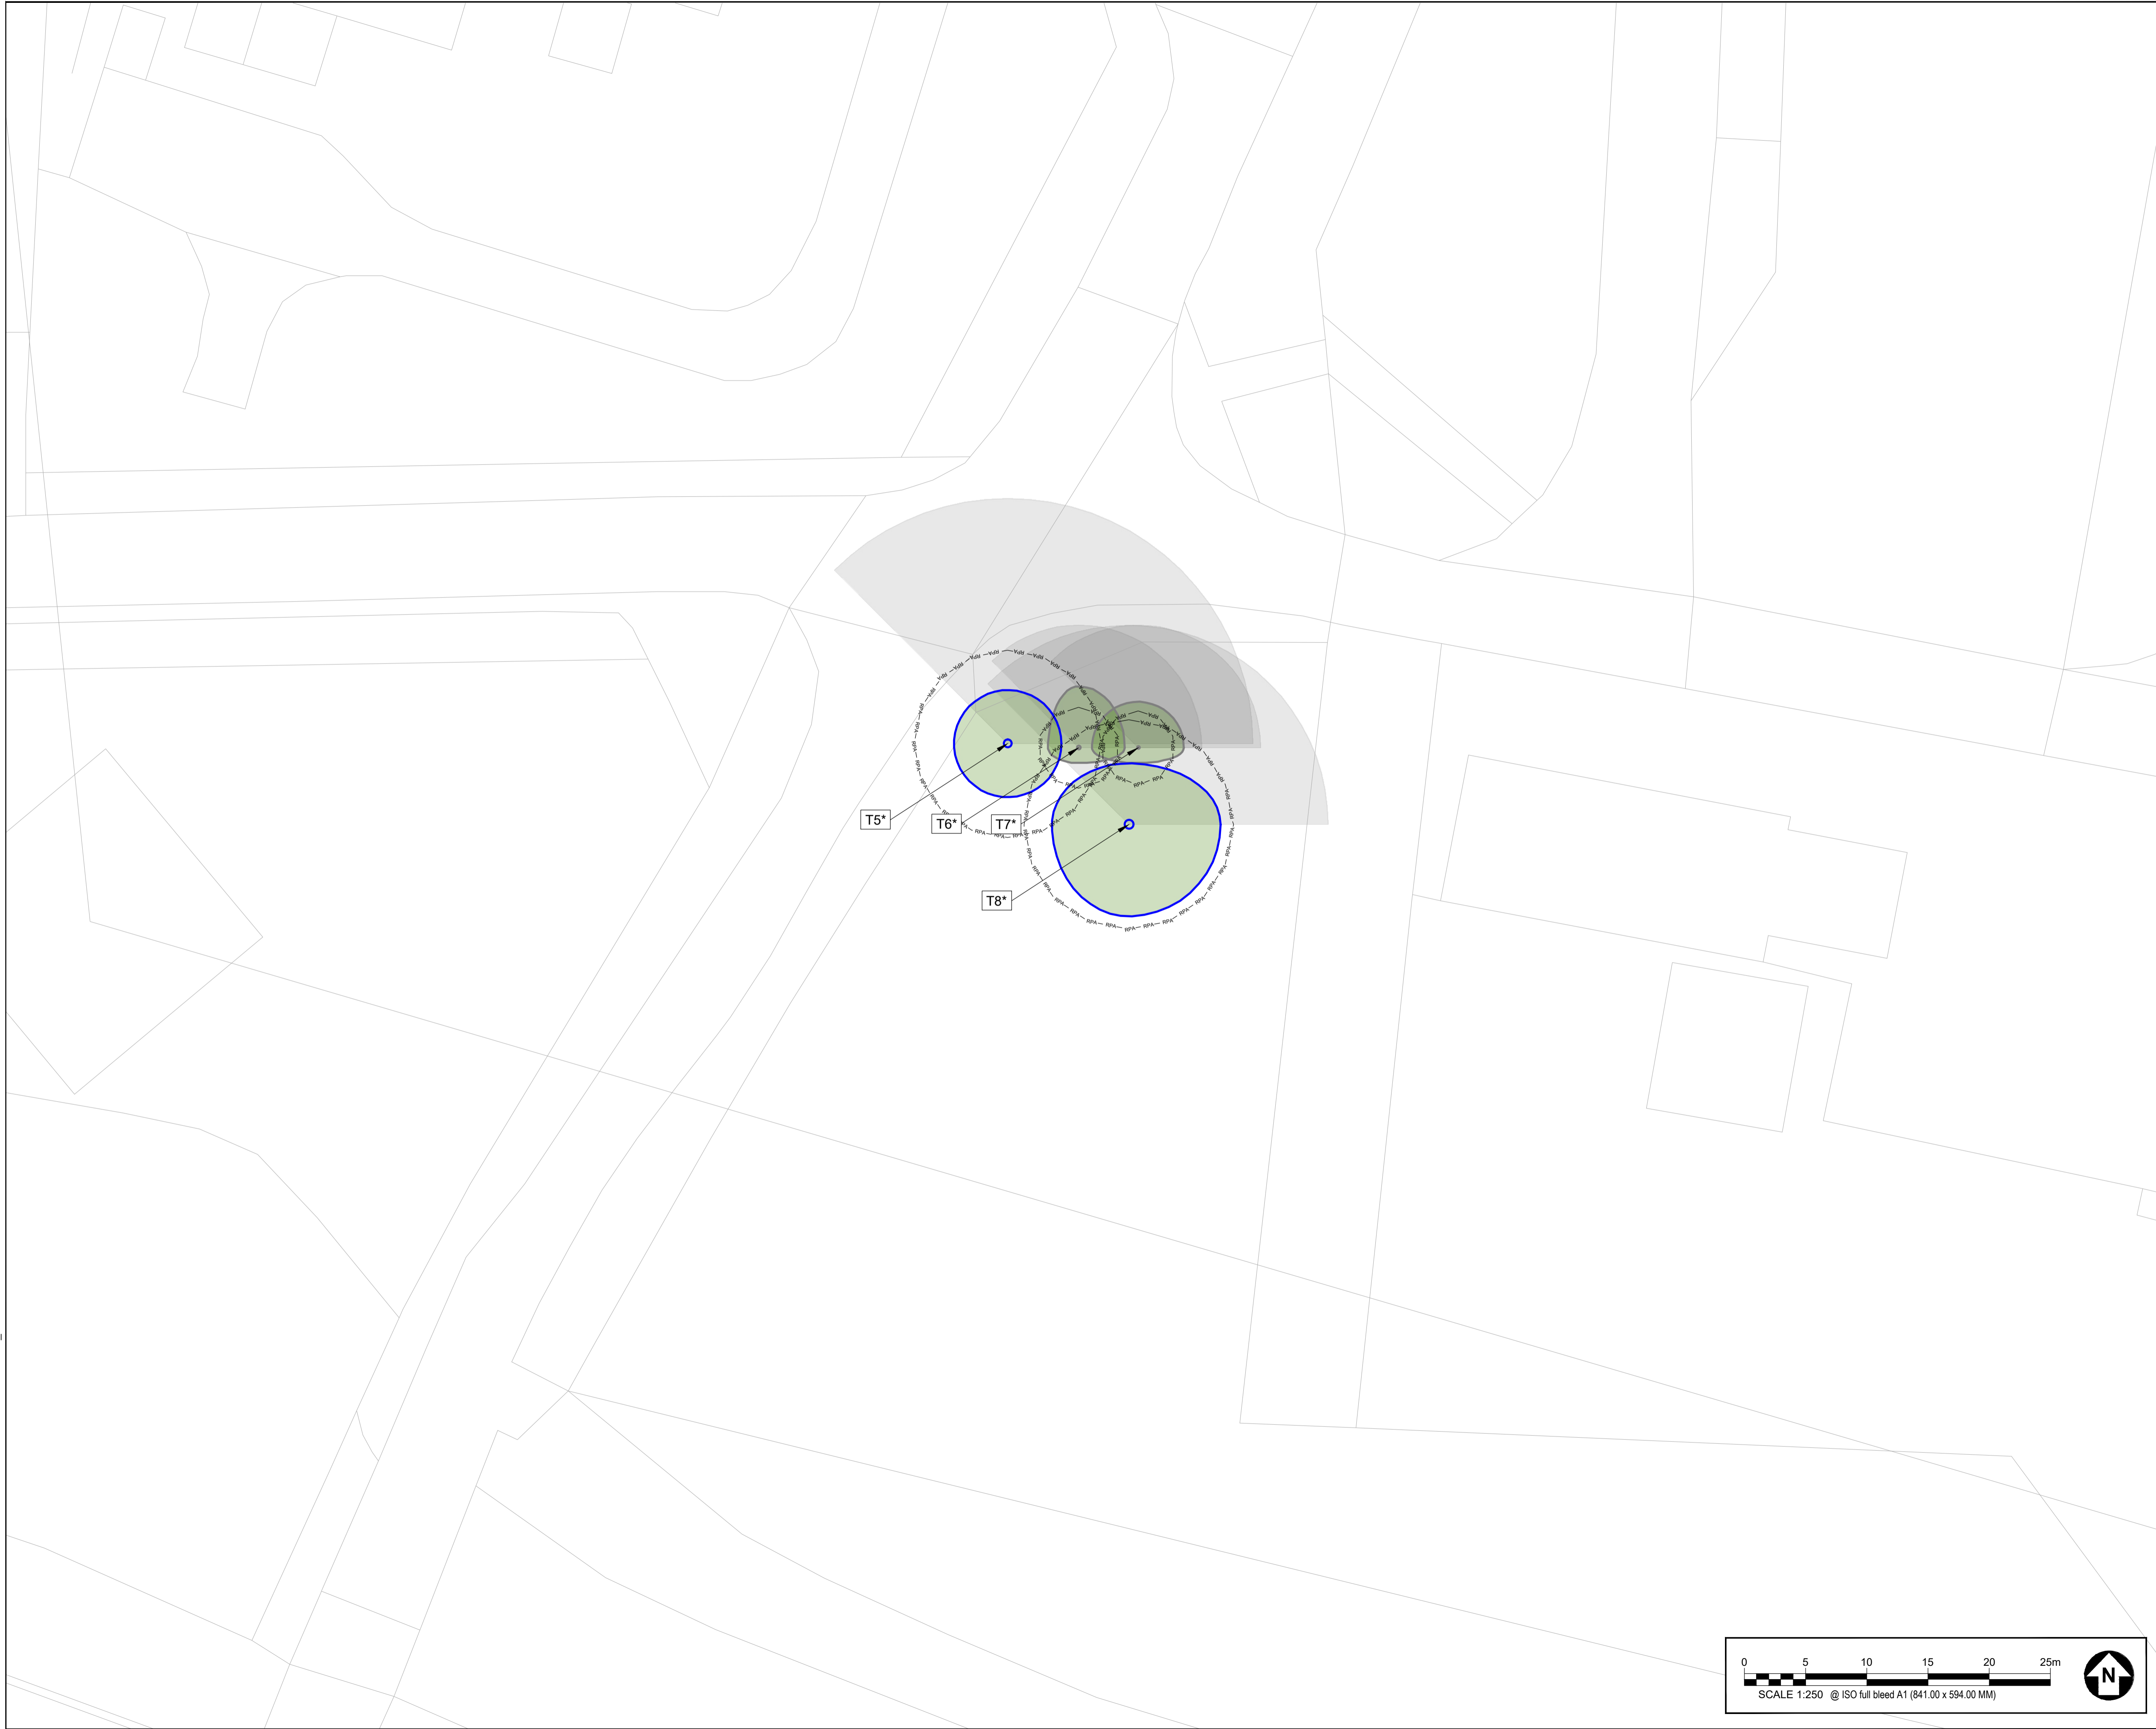 RPA
T5*
T6*
T7*
T8*
0 5 10 15 20 25m
SCALE 1:250 @ ISO full bleed A1 (841.00 x 594.00 MM)
N